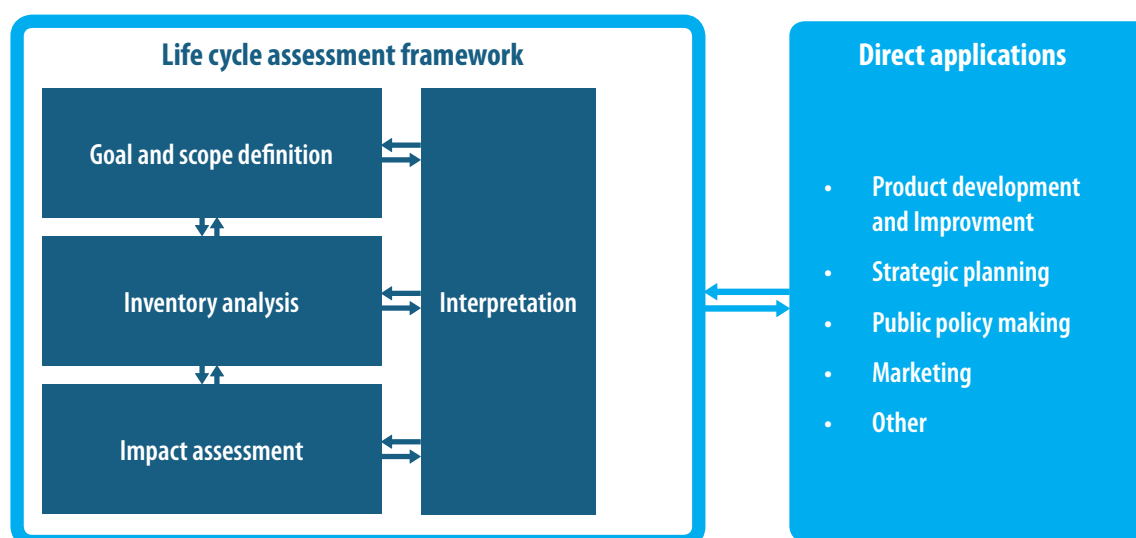 Life cycle assessment framework
Goal and scope definition
Inventory analysis
Impact assessment
Interpretation
Direct applications
• Product development
and Improvment
• Strategic planning
• Public policy making
• Marketing
• Other